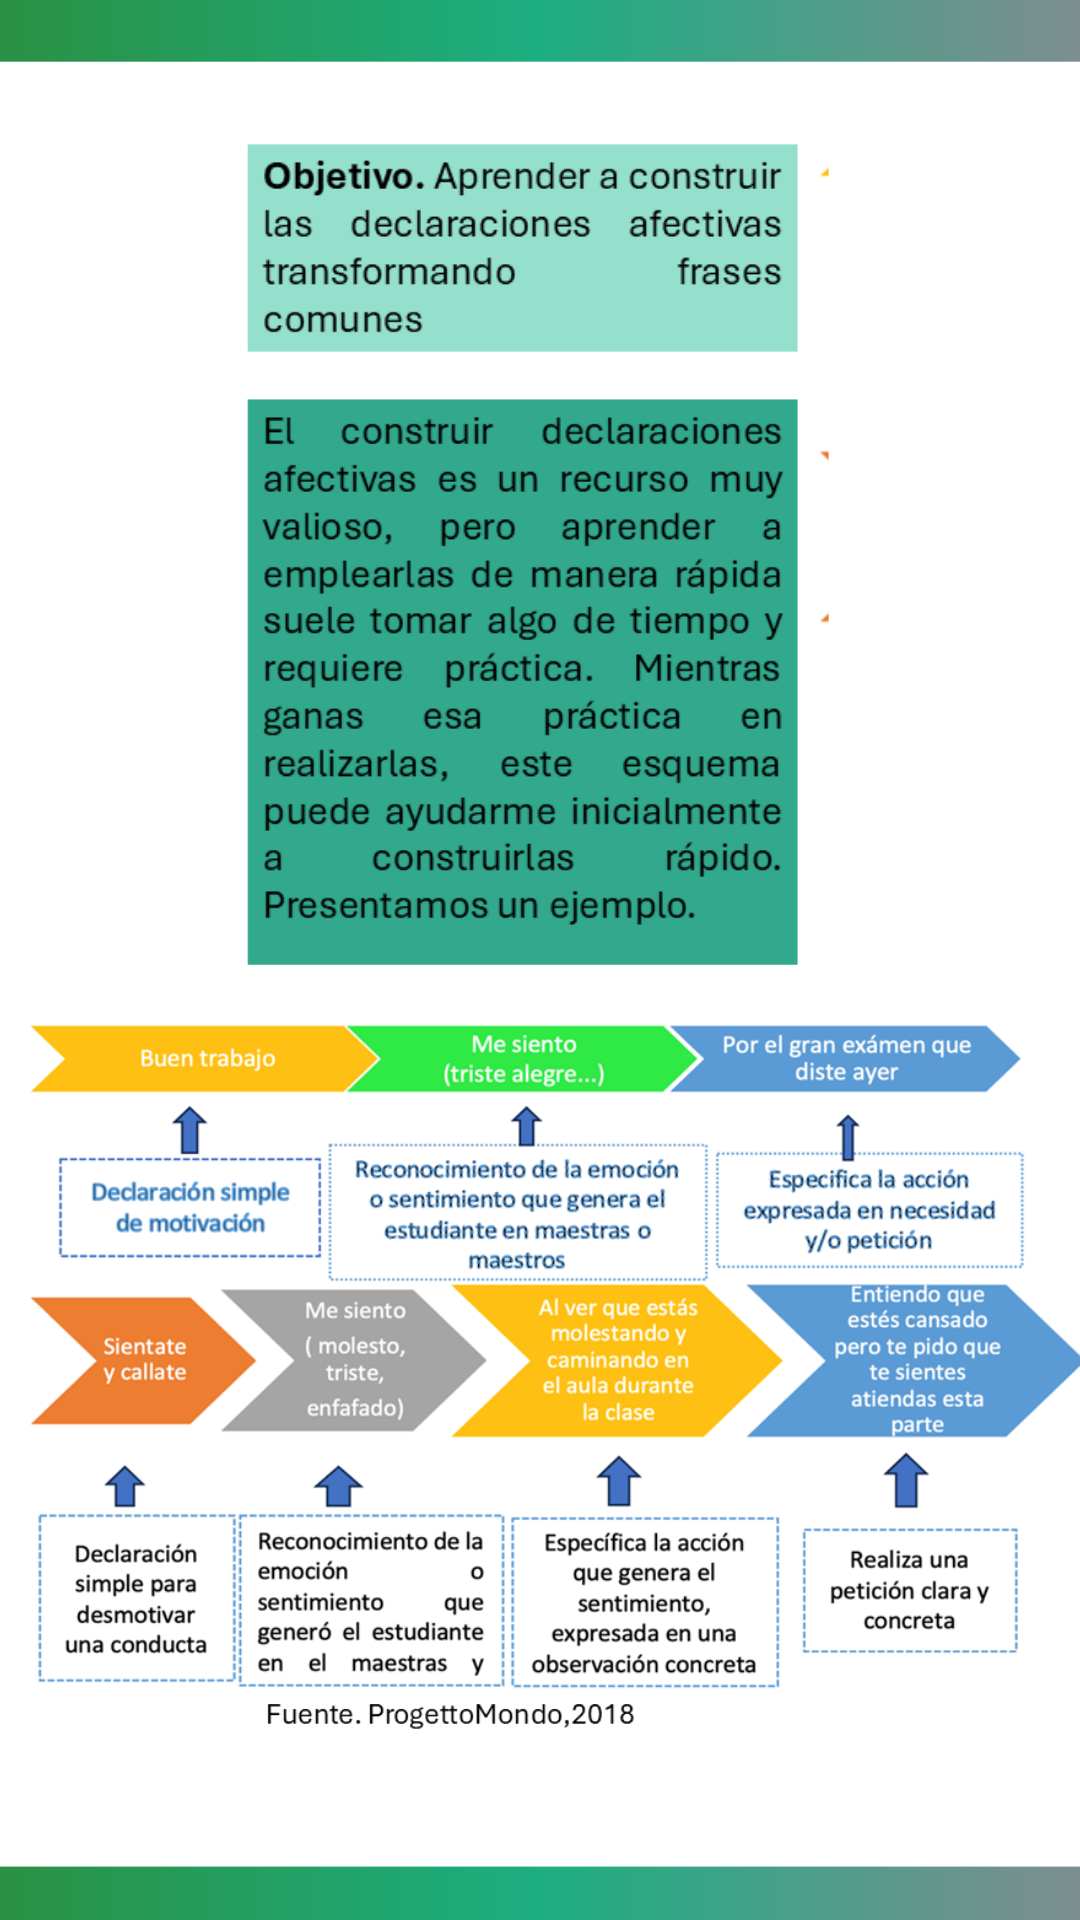 Objetivo. Aprender a construir
las declaraciones afectivas
transformando frases
comunes
El construir declaraciones
afectivas es un recurso muy
valioso, pero aprender a
emplearlas de manera rápida
suele tomar algo de tiempo y
requiere práctica. Mientras
ganas esa práctica en
realizarlas, este esquema
puede ayudarme inicialmente
a construirlas rápido.
Presentamos un ejemplo.
Buen trabajo
Me siento
(triste alegre...)
Por el gran exámen que
diste ayer
Declaración simple
de motivación
Reconocimiento de la emoción
o sentimiento que genera el
estudiante en maestras o
maestros
Especifica la acción
expresada en necesidad
y/o petición
Sientate
y callate
Me siento
( molesto,
triste,
enfafado)
Al ver que estás
molestando y
caminando en
el aula durante
la clase
Entiendo que
estés cansado
pero te pido que
te sientes
atiendas esta
parte
Declaración
simple para
desmotivar
una conducta
Reconocimiento de la
emoción o
sentimiento que
generó el estudiante
en el maestras y
Específica la acción
que genera el
sentimiento,
expresada en una
observación concreta
Realiza una
petición clara y
concreta
Fuente. ProgettoMondo,2018